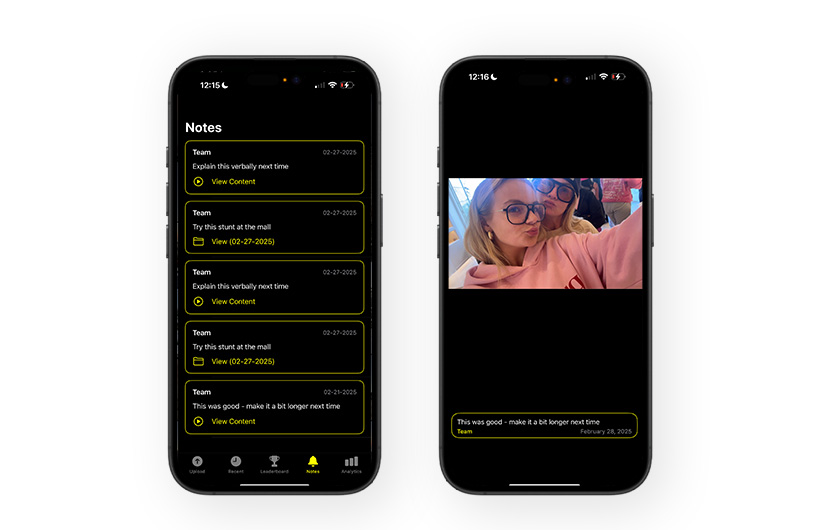 12:15
Notes
Team 02-27-2025
Explain this verbally next time
View Content
Team 02-27-2025
Try this stunt at the mall
View (02-27-2025)
Team 02-27-2025
Explain this verbally next time
View Content
Team 02-27-2025
Try this stunt at the mall
View (02-27-2025)
Team 02-21-2025
This was good - make it a bit longer next time
View Content
Upload Recent Leaderboard Notes Analytics
12:16
This was good - make it a bit longer next time
Team February 28, 2025